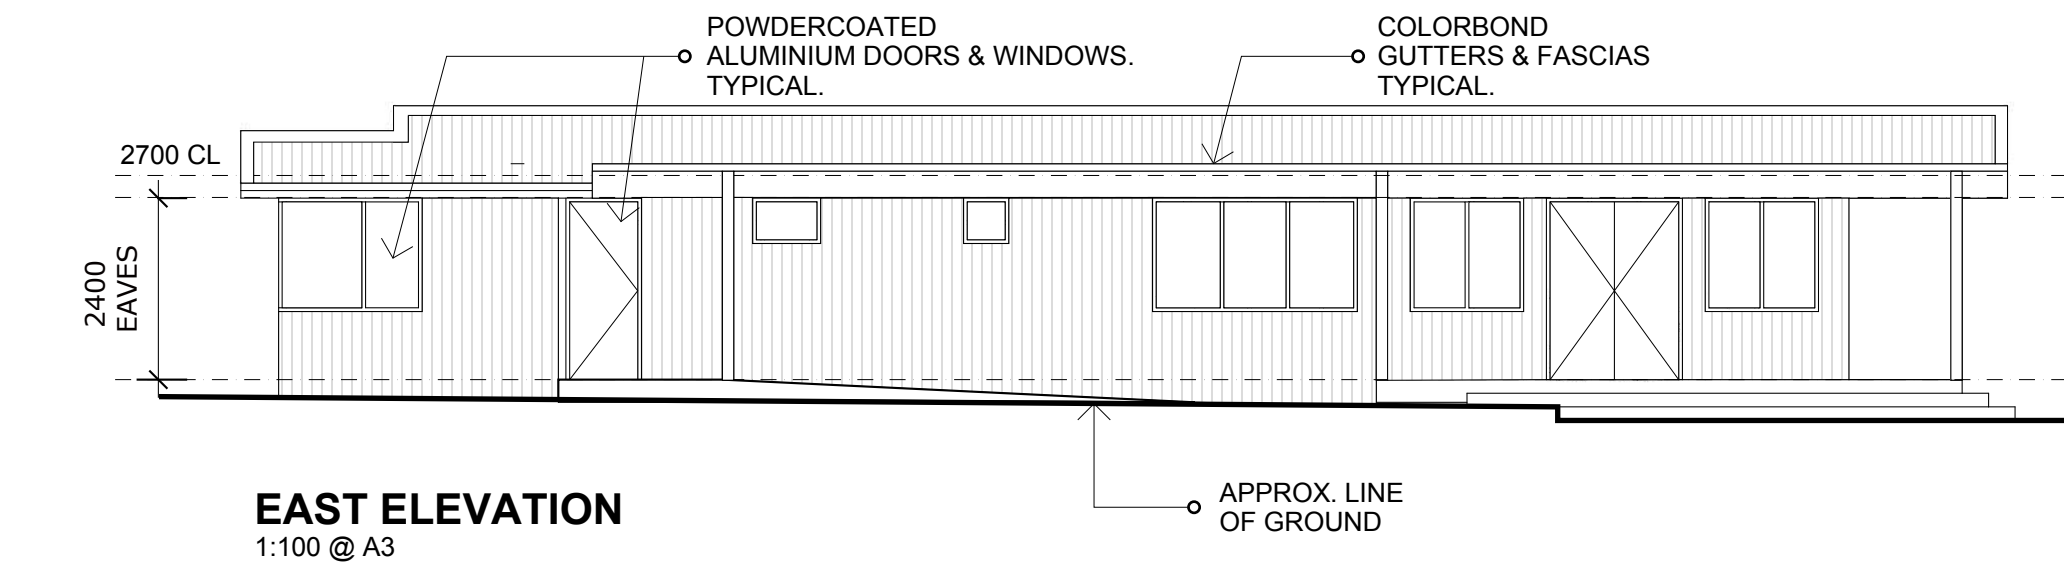 POWDERCOATED
ALUMINIUM DOORS & WINDOWS.
TYPICAL.
COLORBOND
GUTTERS & FASCIAS
TYPICAL.
2700 CL
2400
EAVES
APPROX. LINE
OF GROUND
EAST ELEVATION
1:100 @ A3